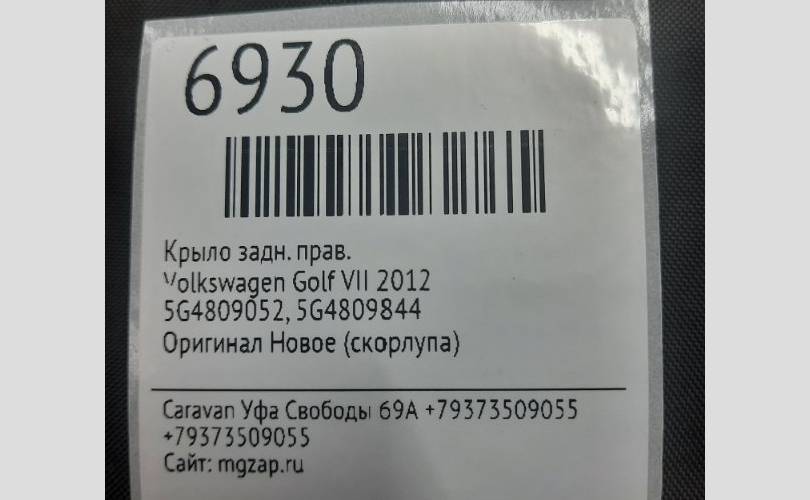 6930
Крыло задн. прав.
Volkswagen Golf VII 2012
5G4809052, 5G4809844
Оригинал Новое (скорлупа)
Caravan Уфа Свободы 69А +79373509055
+79373509055
Сайт: mgzap.ru